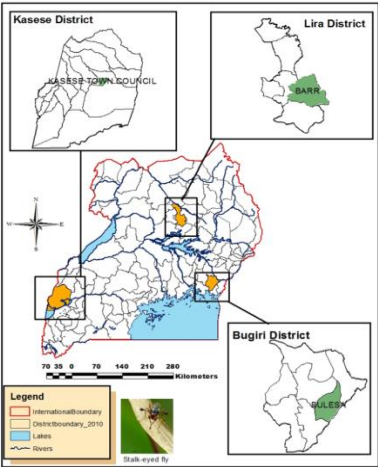 Kasese District
KASESE TOWN COUNCIL
Lira District
BARR
N
W
E
S
70 35 0 70 140 210 280
Kilometers
Bugiri District
BULESA
Legend
InternationalBoundary
Districtboundary_2010
Lakes
Rivers
Stalk-eyed fly